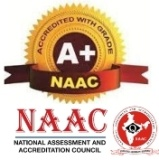 ACCREDITED WITH GRADE
A+
NAAC
NAAC
NATIONAL ASSESSMENT AND
ACCREDITATION COUNCIL